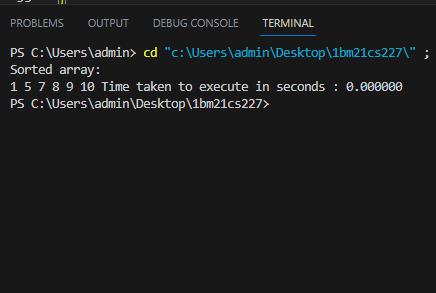 PROBLEMS OUTPUT DEBUG CONSOLE TERMINAL
PS C:\Users\admin> cd "c:\Users\admin\Desktop\1bm21cs227\" ;
Sorted array:
1 5 7 8 9 10 Time taken to execute in seconds : 0.000000
PS C:\Users\admin\Desktop\1bm21cs227>